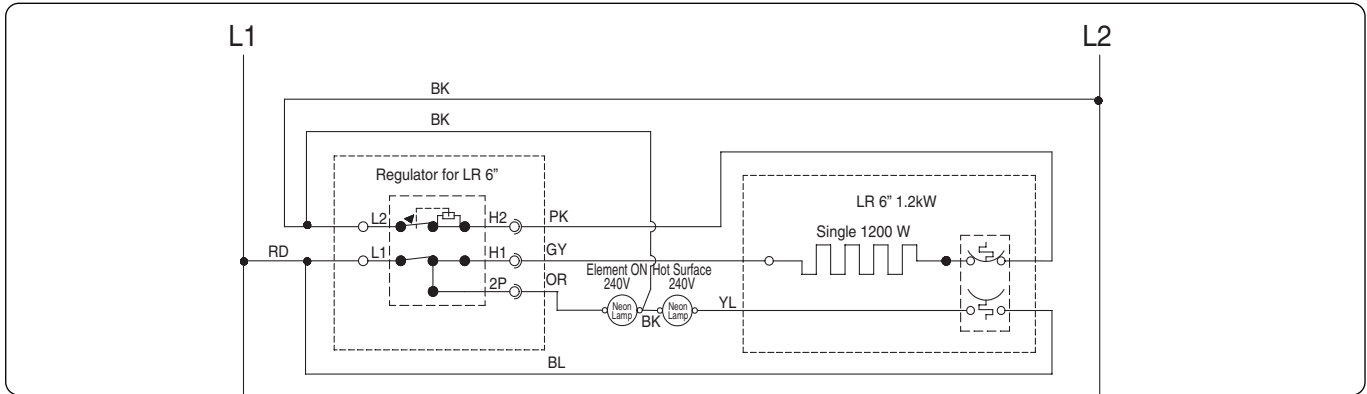 L1
L2
BK
BK
Regulator for LR 6”
LR 6” 1.2kW
L2
H2
PK
Single 1200 W
RD
L1
H1
GY
2P
OR
Element ON
240V
Hot Surface
240V
Neon
Lamp
BK
Neon
Lamp
YL
BL